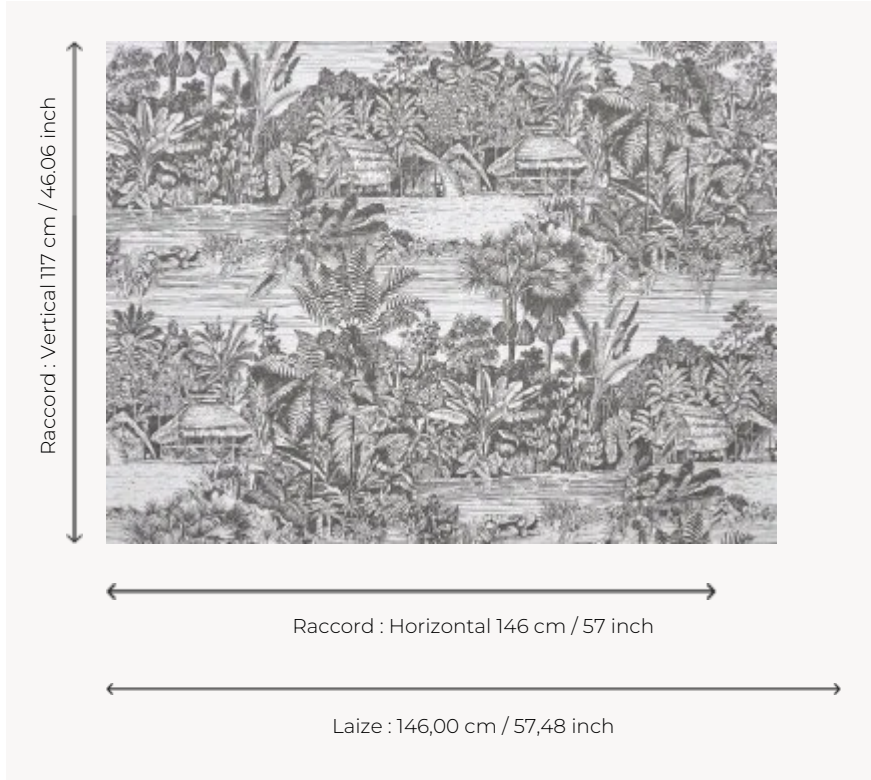 Raccord : Vertical 117 cm / 46.06 inch
Raccord : Horizontal 146 cm / 57 inch
Laize : 146,00 cm / 57,48 inch